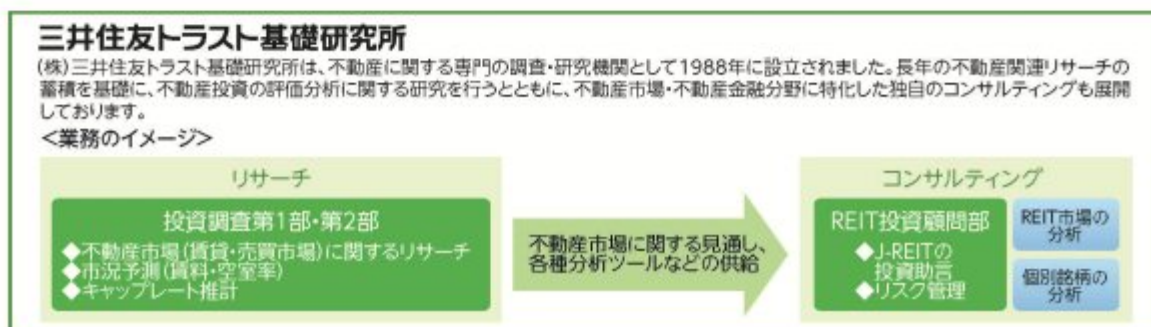 三井住友トラスト基礎研究所
(株)三井住友トラスト基礎研究所は、不動産に関する専門の調査・研究機関として1988年に設立されました。長年の不動産関連リサーチの
蓄積を基礎に、不動産投資の評価分析に関する研究を行うとともに、不動産市場・不動産金融分野に特化した独自のコンサルティングも展開
しております。
<業務のイメージ>
リサーチ
投資調査第1部・第2部
◆不動産市場(賃貸・売買市場)に関するリサーチ
◆市況予測(賃料・空室率)
◆キャップレート推計
不動産市場に関する見通し、
各種分析ツールなどの供給
コンサルティング
REIT投資顧問部
◆J-REITの
投資助言
◆リスク管理
REIT市場の
分析
個別銘柄の
分析